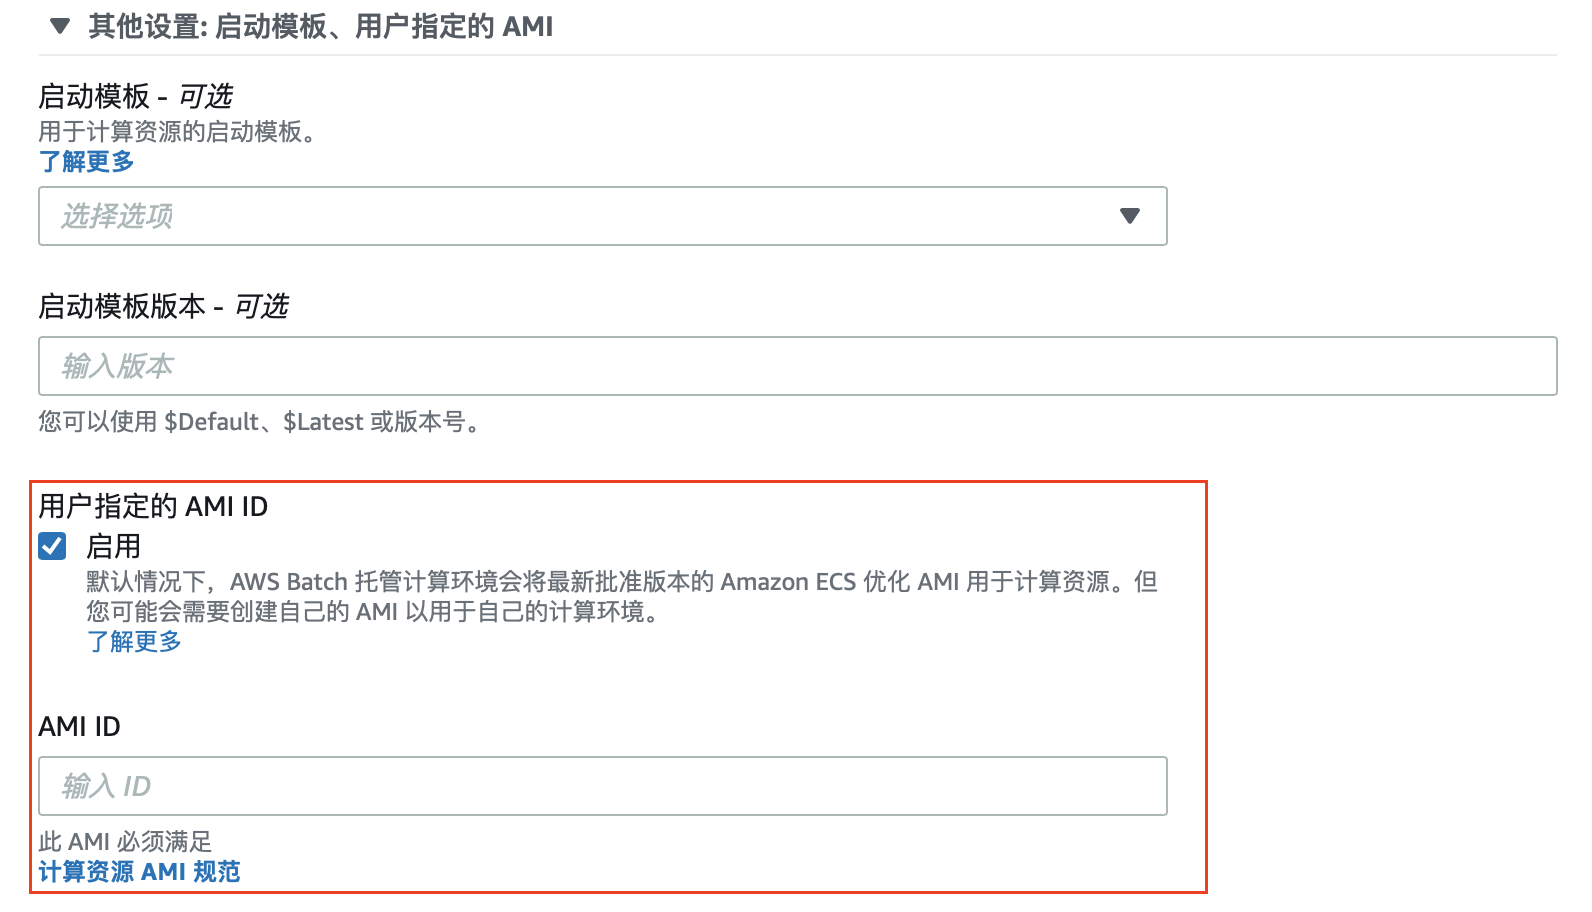 其他设置: 启动模板、用户指定的 AMI
启动模板 - 可选
用于计算资源的启动模板。
了解更多
选择选项
启动模板版本 - 可选
输入版本
您可以使用 $Default、$Latest 或版本号。
用户指定的 AMI ID
启用
默认情况下，AWS Batch 托管计算环境会将最新批准版本的 Amazon ECS 优化 AMI 用于计算资源。但
您可能会需要创建自己的 AMI 以用于自己的计算环境。
了解更多
AMI ID
输入 ID
此 AMI 必须满足
计算资源 AMI 规范